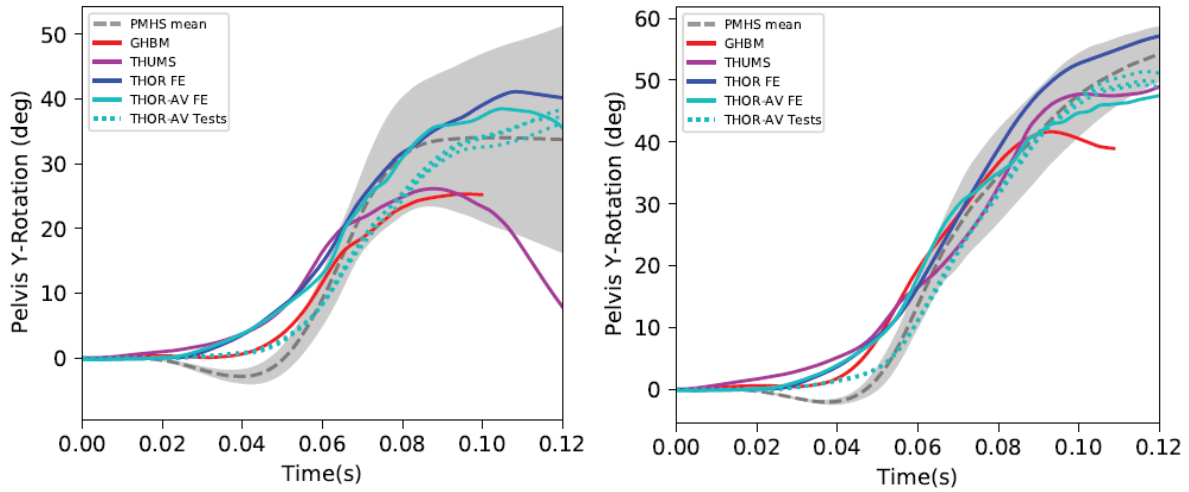 PMHS mean
GHBM
THUMS
THOR FE
THOR-AV FE
THOR-AV Tests
50
40
30
20
10
0
Pelvis Y-Rotation (deg)
0.00 0.02 0.04 0.06 0.08 0.10 0.12
Time(s)
PMHS mean
GHBM
THUMS
THOR FE
THOR-AV FE
THOR-AV Tests
60
50
40
30
20
10
0
Pelvis Y-Rotation (deg)
0.00 0.02 0.04 0.06 0.08 0.10 0.12
Time(s)